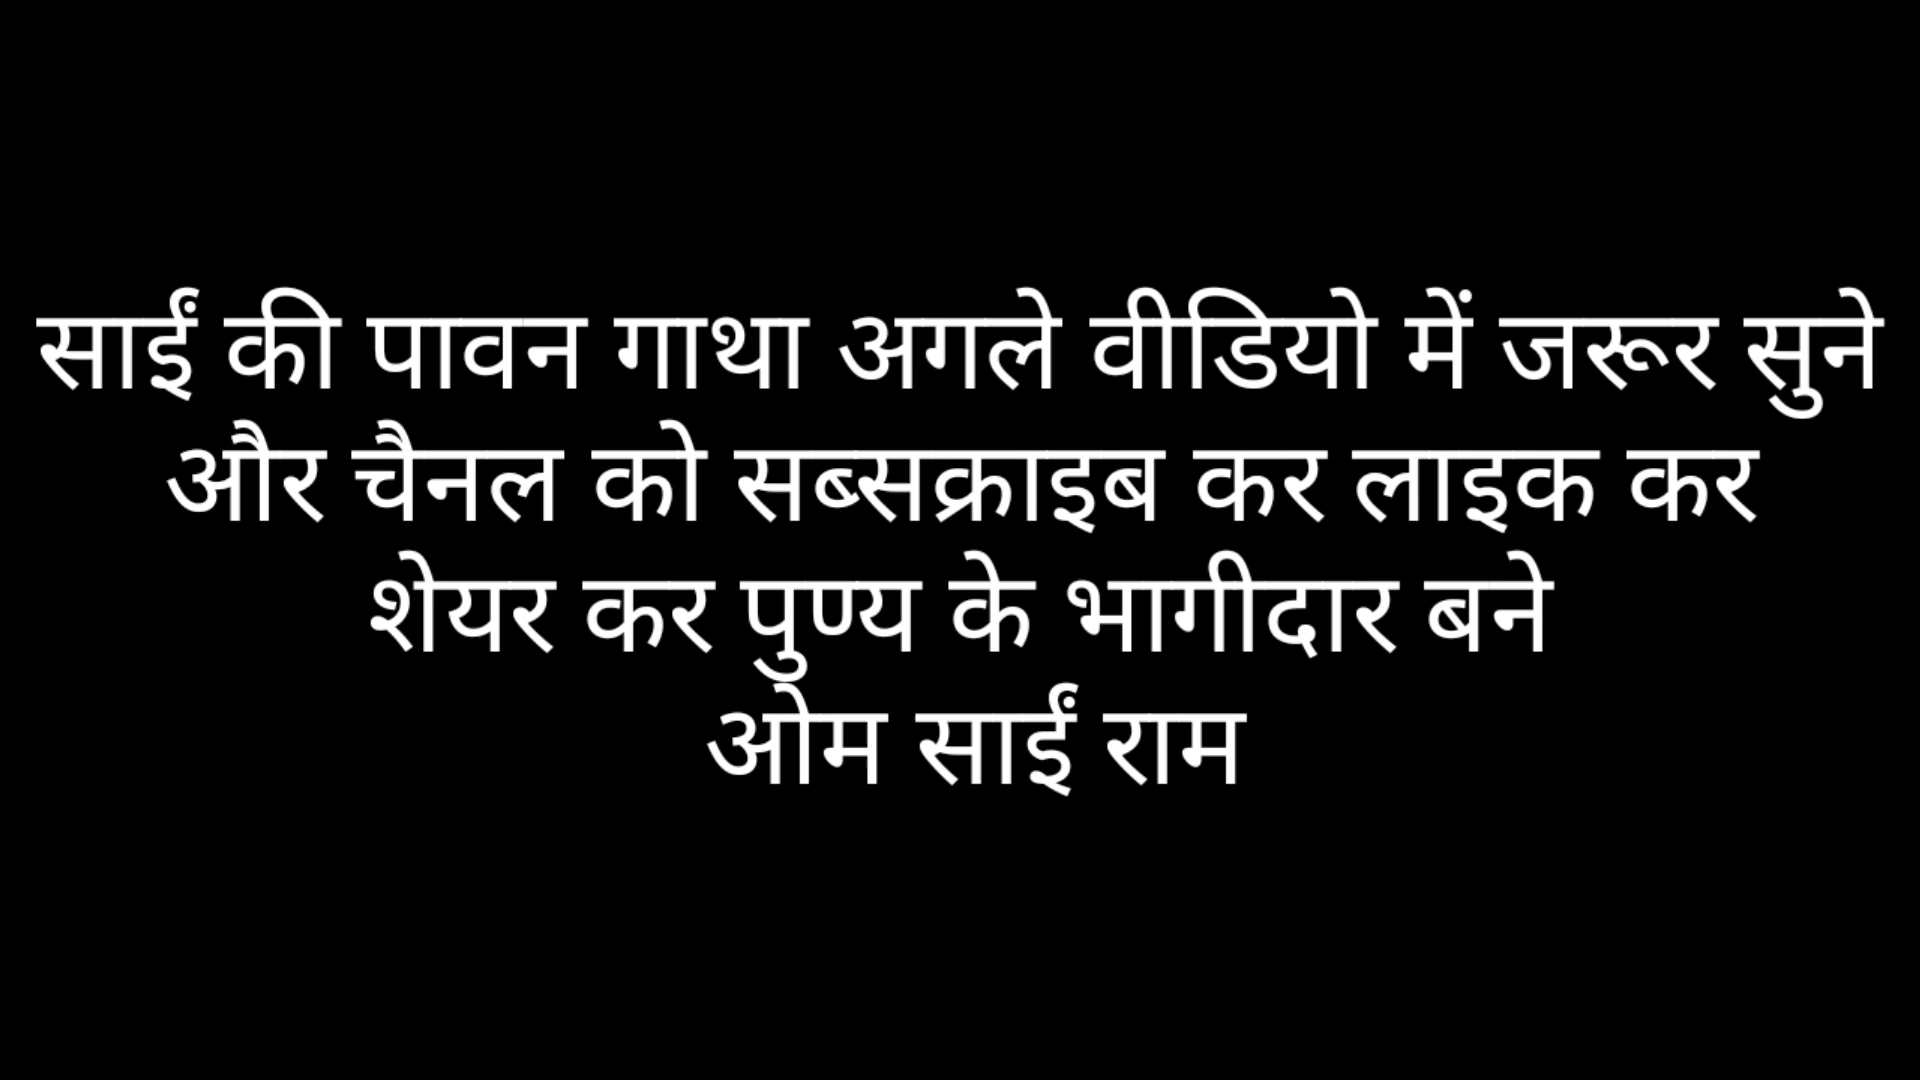 साईं की पावन गाथा अगले वीडियो में जरूर सुने
और चैनल को सब्सक्राइब कर लाइक कर
शेयर कर पुण्य के भागीदार बने
ओम साईं राम